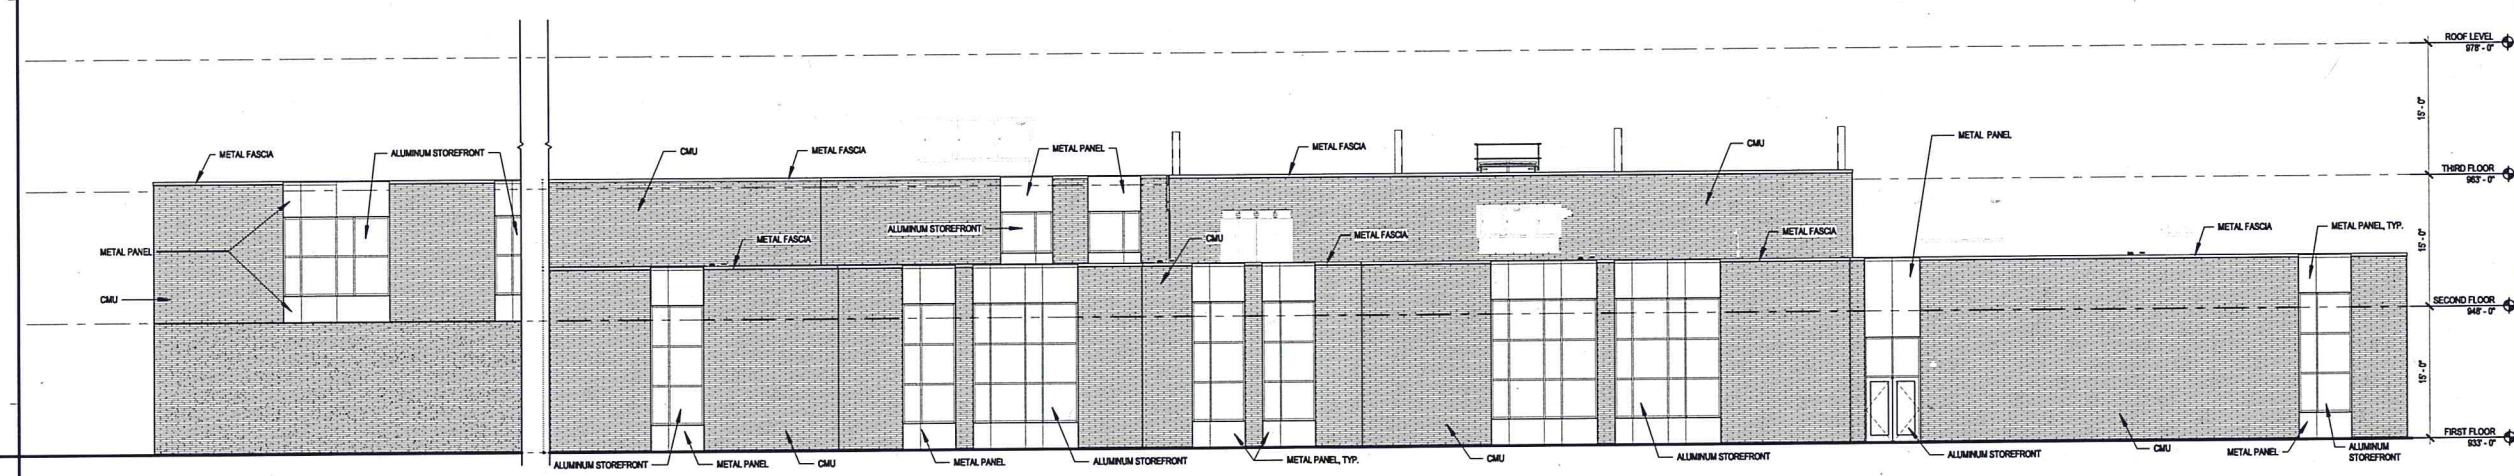 ROOF LEVEL
978' - 0"
15' - 0"
METAL PANEL
CMU
METAL FASCIA
METAL PANEL
METAL FASCIA
CMU
ALUMINUM STOREFRONT
METAL FASCIA
THIRD FLOOR
963' - 0"
METAL FASCIA
METAL PANEL, TYP.
ALUMINUM STOREFRONT
METAL FASCIA
METAL FASCIA
CMU
METAL FASCIA
15' - 0"
METAL PANEL
CMU
SECOND FLOOR
948' - 0"
15' - 0"
FIRST FLOOR
933' - 0"
ALUMINUM STOREFRONT
METAL PANEL
CMU
METAL PANEL
ALUMINUM STOREFRONT
METAL PANEL, TYP.
CMU
ALUMINUM STOREFRONT
ALUMINUM STOREFRONT
CMU
METAL PANEL
ALUMINUM
STOREFRONT